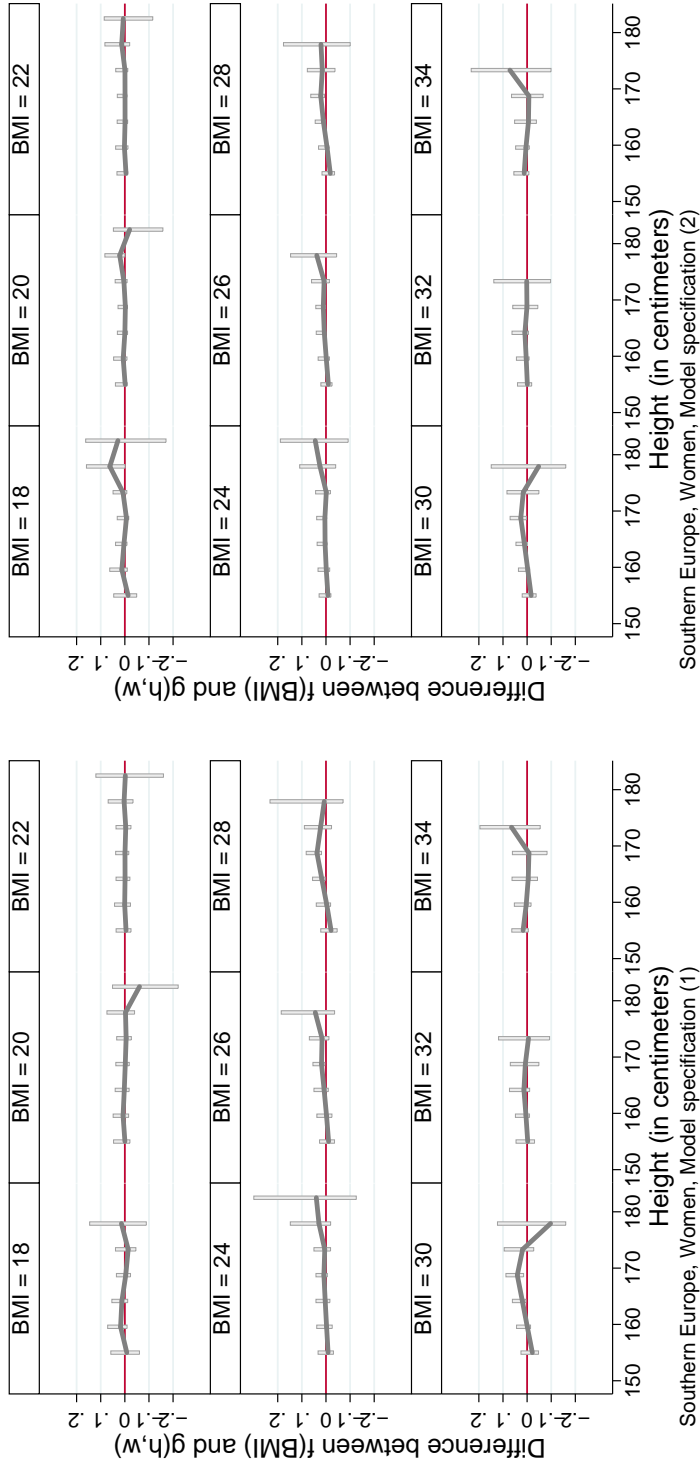 BMI = 18
BMI = 20
BMI = 22
BMI = 24
BMI = 26
BMI = 28
BMI = 30
BMI = 32
BMI = 34
-.2 -.1 0 .1 .2
-.2 -.1 0 .1 .2
-.2 -.1 0 .1 .2
Difference between f(BMI) and g(h,w)
150 160 170 180 150 160 170 180 150 160 170 180
Height (in centimeters)
Southern Europe, Women, Model specification (1)
BMI = 18
BMI = 20
BMI = 22
BMI = 24
BMI = 26
BMI = 28
BMI = 30
BMI = 32
BMI = 34
-.2 -.1 0 .1 .2
-.2 -.1 0 .1 .2
-.2 -.1 0 .1 .2
Difference between f(BMI) and g(h,w)
150 160 170 180 150 160 170 180 150 160 170 180
Height (in centimeters)
Southern Europe, Women, Model specification (2)